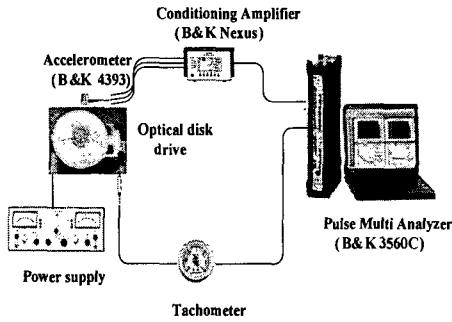 Conditioning Amplifier
(B&K Nexus)
Accelerometer
(B&K 4393)
Optical disk
drive
Pulse Multi Analyzer
(B&K 3560C)
Power supply
Tachometer